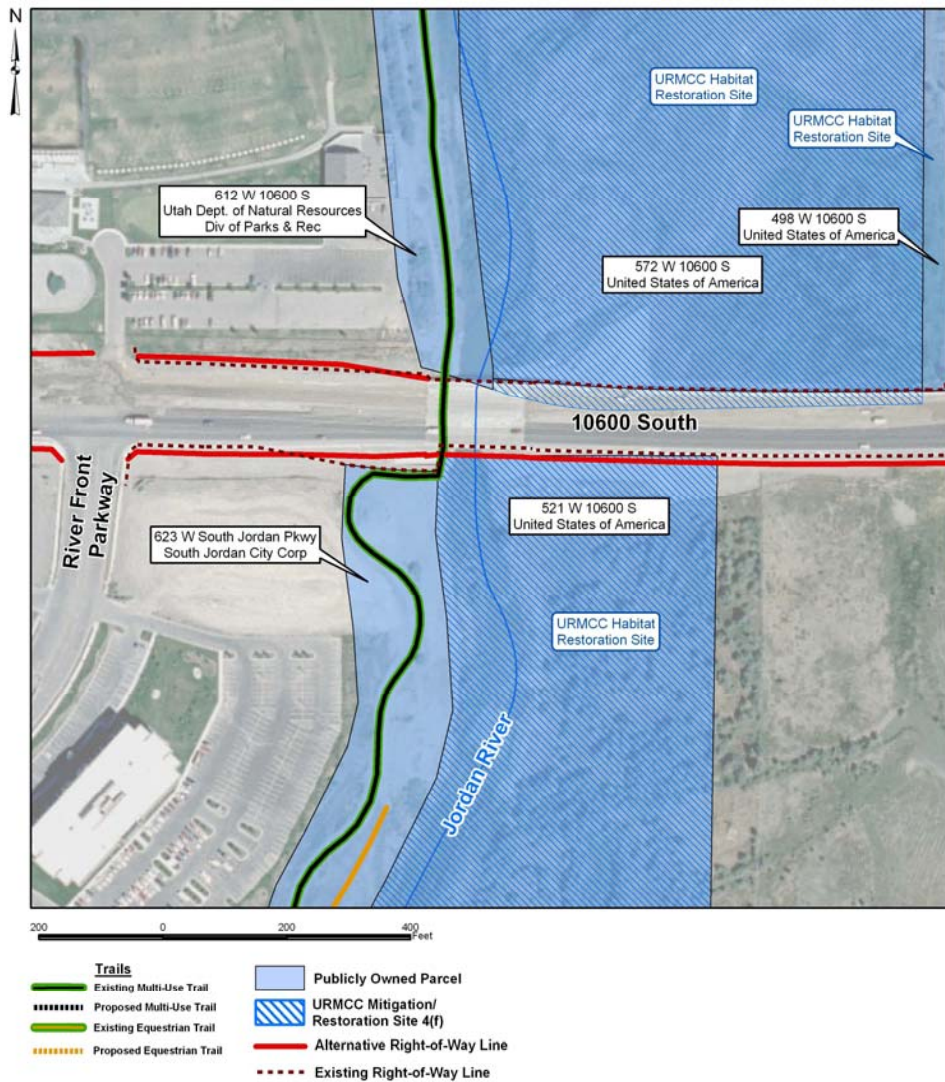 N
URMCC Habitat
Restoration Site
URMCC Habitat
Restoration Site
612 W 10600 S
Utah Dept. of Natural Resources
Div of Parks & Rec
498 W 10600 S
United States of America
572 W 10600 S
United States of America
10600 South
River Front
Parkway
521 W 10600 S
United States of America
623 W South Jordan Pkwy
South Jordan City Corp
URMCC Habitat
Restoration Site
Jordan River
200
0
200
400
Feet
Trails
Existing Multi-Use Trail
Proposed Multi-Use Trail
Existing Equestrian Trail
Proposed Equestrian Trail
Publicly Owned Parcel
URMCC Mitigation/
Restoration Site 4(f)
Alternative Right-of-Way Line
Existing Right-of-Way Line